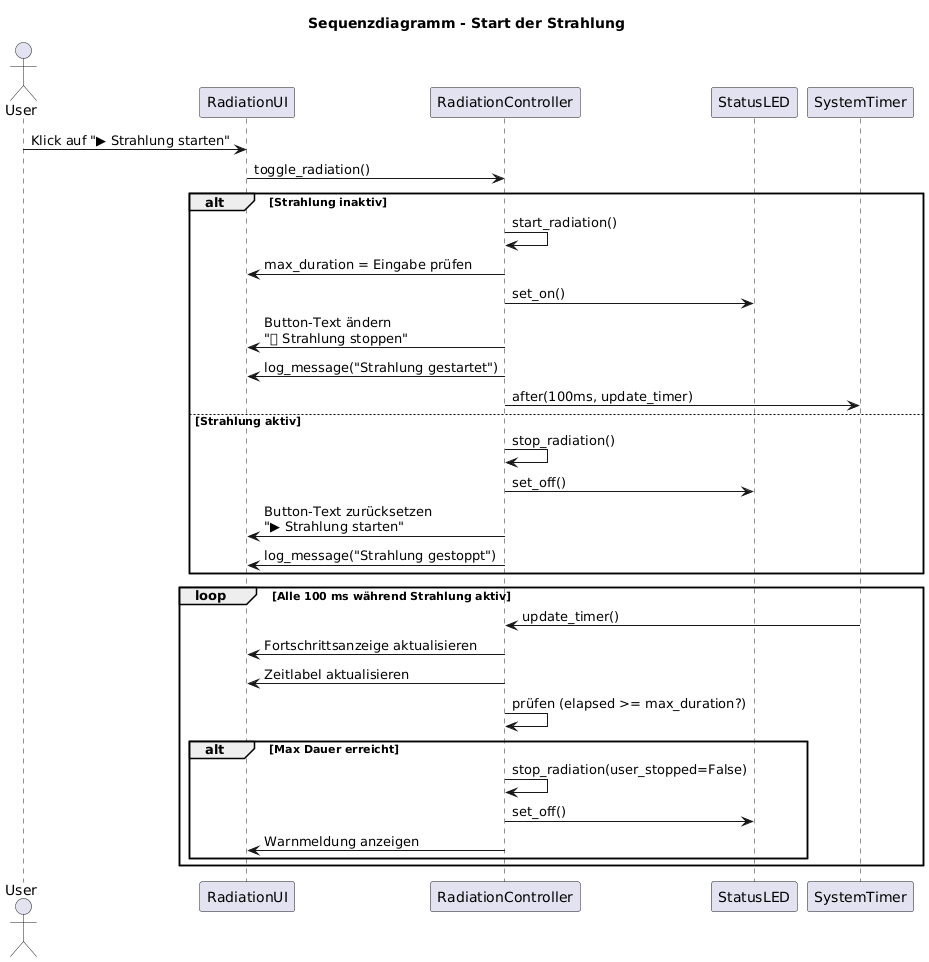 Sequenzdiagramm - Start der Strahlung
User
RadiationUI
RadiationController
StatusLED
SystemTimer
Klick auf "▶ Strahlung starten"
toggle_radiation()
alt
[Strahlung inaktiv]
start_radiation()
max_duration = Eingabe prüfen
set_on()
Button-Text ändern
"▯ Strahlung stoppen"
log_message("Strahlung gestartet")
after(100ms, update_timer)
[Strahlung aktiv]
stop_radiation()
set_off()
Button-Text zurücksetzen
"▶ Strahlung starten"
log_message("Strahlung gestoppt")
loop
[Alle 100 ms während Strahlung aktiv]
update_timer()
Fortschrittsanzeige aktualisieren
Zeitlabel aktualisieren
prüfen (elapsed >= max_duration?)
alt
[Max Dauer erreicht]
stop_radiation(user_stopped=False)
set_off()
Warnmeldung anzeigen
User
RadiationUI
RadiationController
StatusLED
SystemTimer